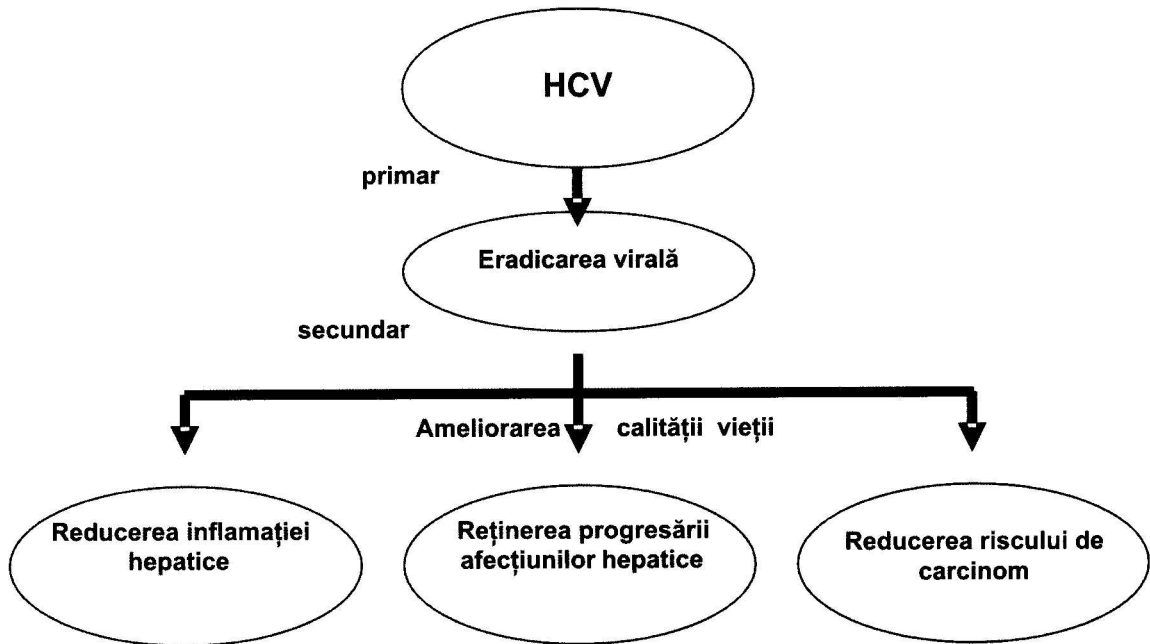 HCV
primar
Eradicarea virală
secundar
Ameliorarea calității vieții
Reducerea inflamației
hepatice
Reținerea progresării
afecțiunilor hepatice
Reducerea riscului de
carcinom